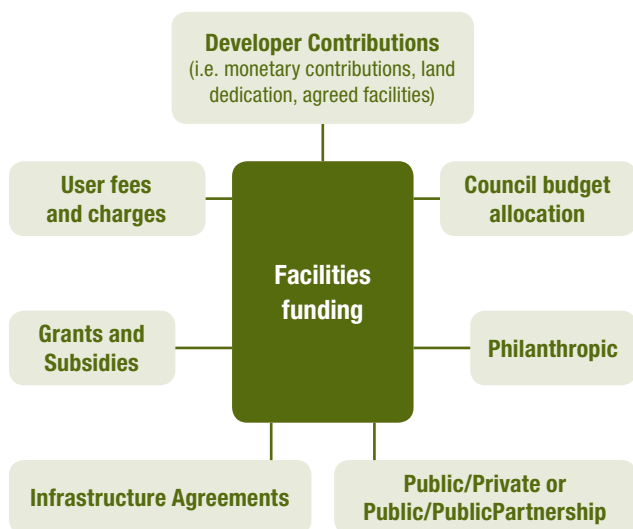 Developer Contributions
(i.e. monetary contributions, land
dedication, agreed facilities)
User fees
and charges
Council budget
allocation
Facilities
funding
Grants and
Subsidies
Philanthropic
Infrastructure Agreements
Public/Private or
Public/PublicPartnership